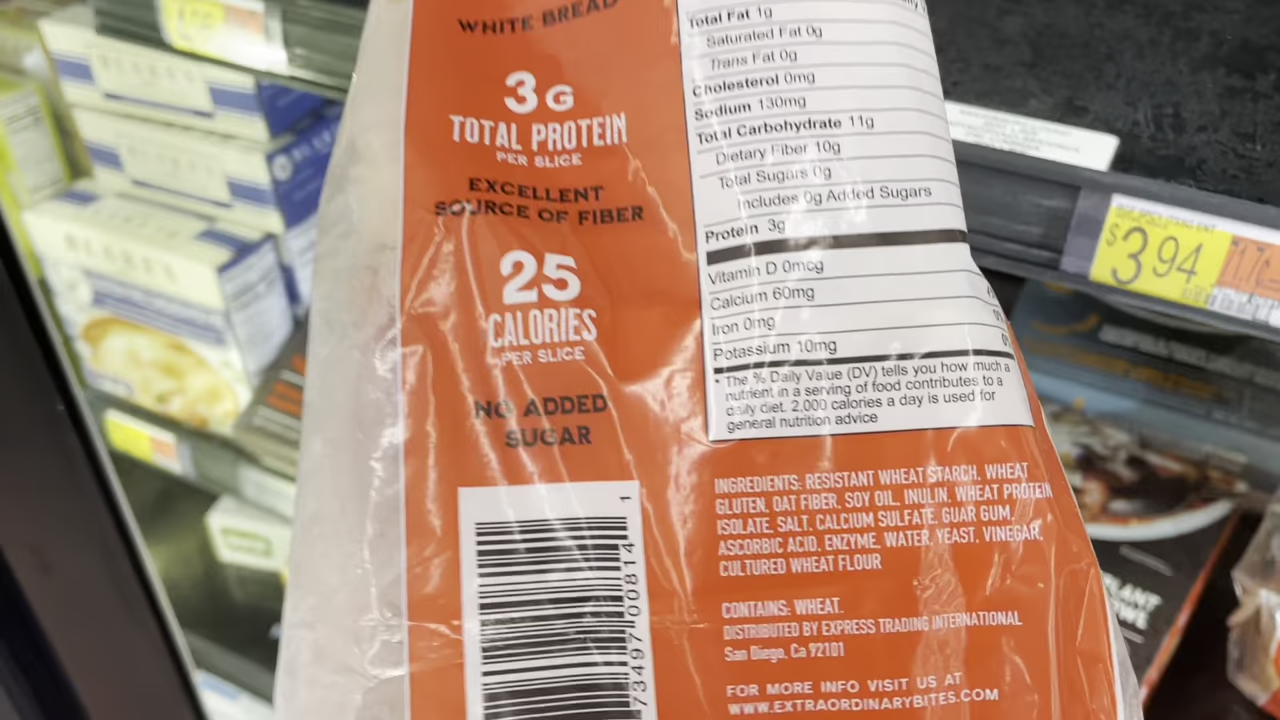 WHITE BREAD
3G
TOTAL PROTEIN
PER SLICE
EXCELLENT
SOURCE OF FIBER
25
CALORIES
PER SLICE
NO ADDED
SUGAR
1
73497 00814
Total Fat 1g
Saturated Fat 0g
Trans Fat 0g
Cholesterol 0mg
Sodium 130mg
Total Carbohydrate 11g
Dietary Fiber 10g
Total Sugars 0g
Includes 0g Added Sugars
Protein 3g
Vitamin D 0mcg
Calcium 60mg
Iron 0mg
Potassium 10mg
* The % Daily Value (DV) tells you how much a
nutrient in a serving of food contributes to a
daily diet. 2,000 calories a day is used for
general nutrition advice
INGREDIENTS: RESISTANT WHEAT STARCH, WHEAT
GLUTEN, OAT FIBER, SOY OIL, INULIN, WHEAT PROTEIN
ISOLATE, SALT, CALCIUM SULFATE, GUAR GUM,
ASCORBIC ACID, ENZYME, WATER, YEAST, VINEGAR,
CULTURED WHEAT FLOUR
CONTAINS: WHEAT.
DISTRIBUTED BY EXPRESS TRADING INTERNATIONAL
San Diego, Ca 92101
FOR MORE INFO VISIT US AT
WWW.EXTRAORDINARYBITES.COM
$3.94